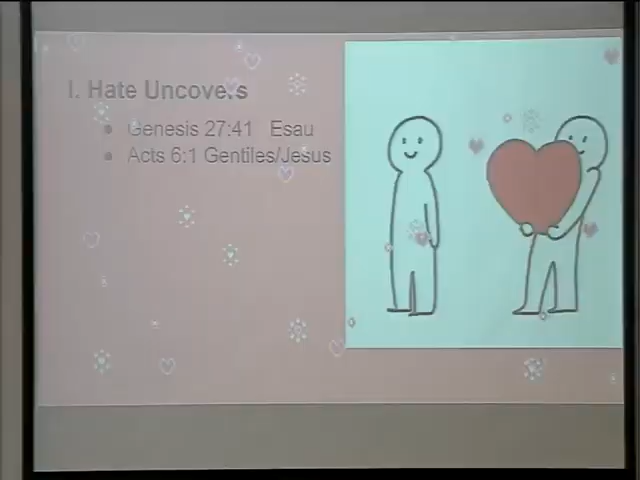 I. Hate Uncovers
• Genesis 27:41 Esau
• Acts 6:1 Gentiles/Jesus